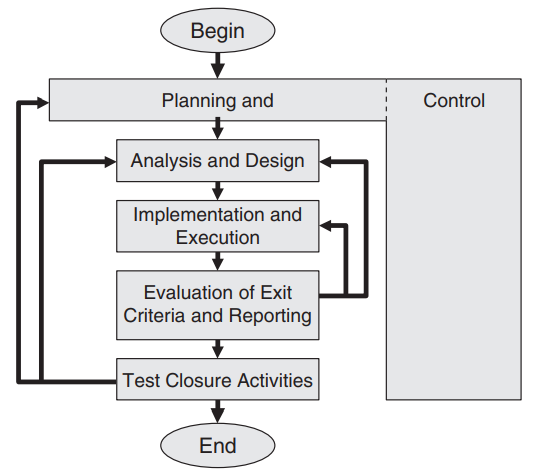 Begin
Planning and
Control
Analysis and Design
Implementation and
Execution
Evaluation of Exit
Criteria and Reporting
Test Closure Activities
End